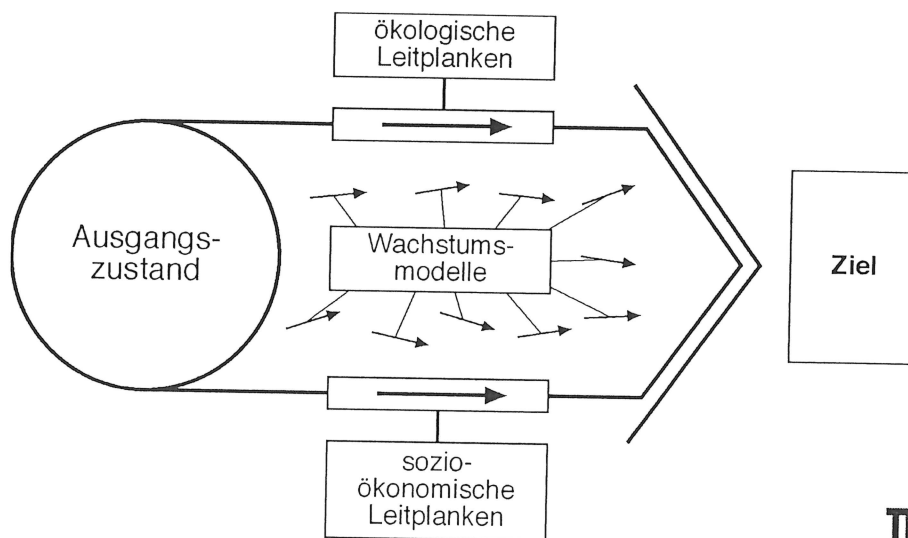 ökologische
Leitplanken
Ausgangs-
zustand
Wachstums-
modelle
Ziel
sozio-
ökonomische
Leitplanken